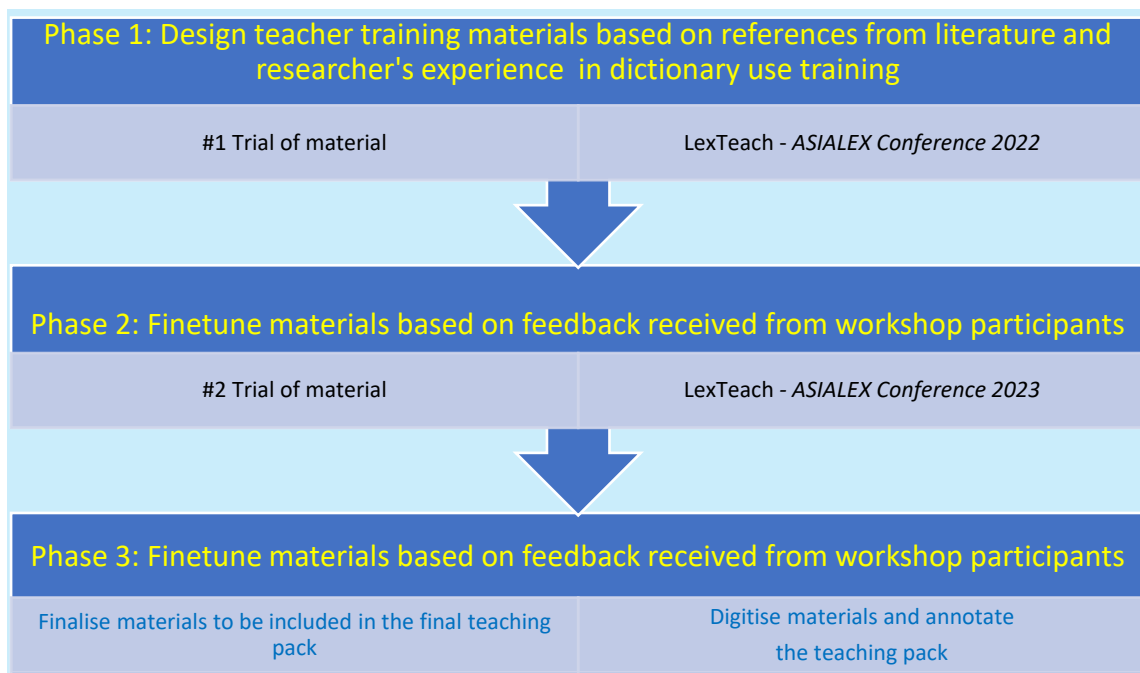 Phase 1: Design teacher training materials based on references from literature and
researcher's experience in dictionary use training
#1 Trial of material
LexTeach - ASIALEX Conference 2022
Phase 2: Finetune materials based on feedback received from workshop participants
#2 Trial of material
LexTeach - ASIALEX Conference 2023
Phase 3: Finetune materials based on feedback received from workshop participants
Finalise materials to be included in the final teaching
pack
Digitise materials and annotate
the teaching pack